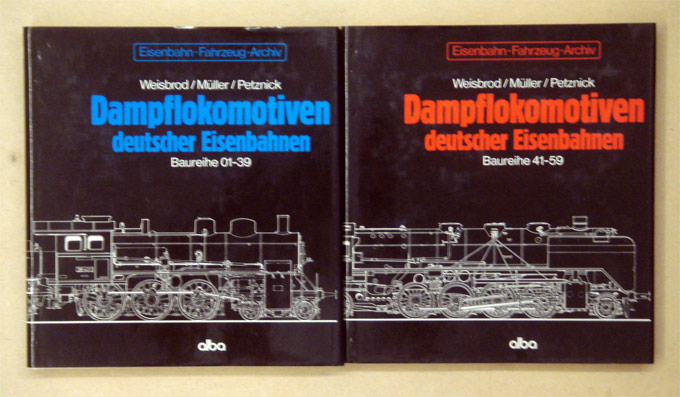 Eisenbahn-Fahrzeug-Archiv
Weisbrod/Müller/Petznick
Dampflokomotiven
deutscher Eisenbahnen
Baureihe 01-39
alba
Eisenbahn-Fahrzeug-Archiv
Weisbrod/Müller/Petznick
Dampflokomotiven
deutscher Eisenbahnen
Baureihe 41-59
alba